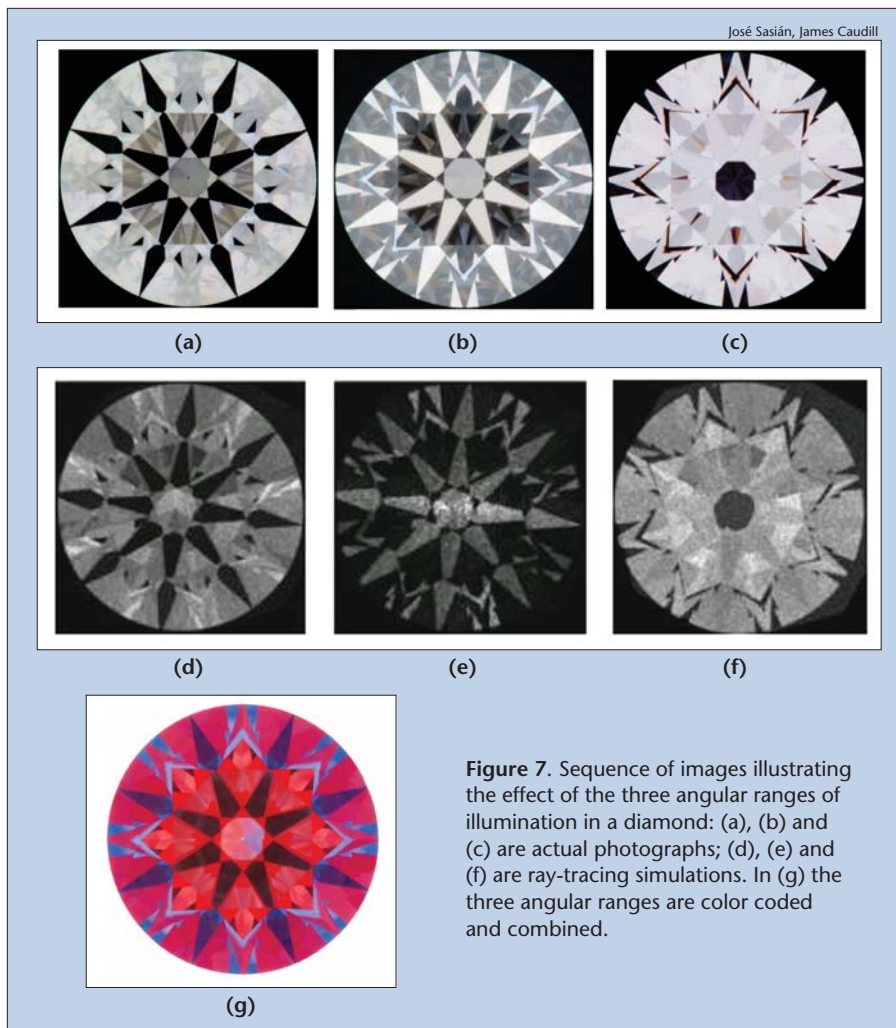 José Sasián, James Caudill
(a) (b) (c)
(d) (e) (f)
(g)
Figure 7. Sequence of images illustrating
the effect of the three angular ranges of
illumination in a diamond: (a), (b) and
(c) are actual photographs; (d), (e) and
(f) are ray-tracing simulations. In (g) the
three angular ranges are color coded
and combined.